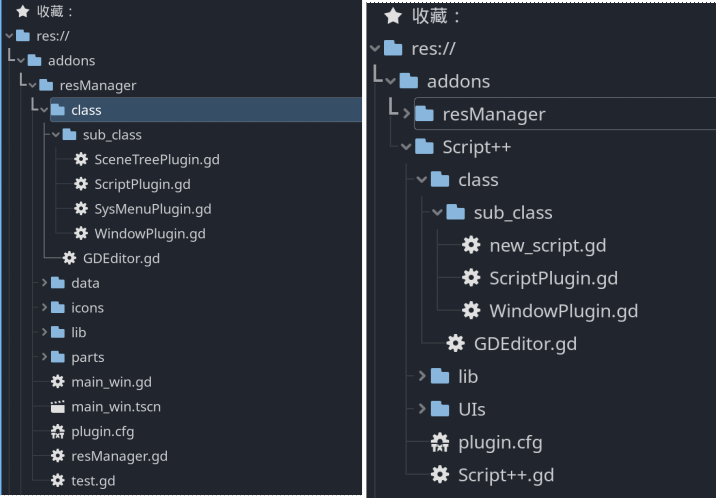 收藏：
res://
addons
resManager
class
sub_class
SceneTreePlugin.gd
ScriptPlugin.gd
SysMenuPlugin.gd
WindowPlugin.gd
GDEditor.gd
data
icons
lib
parts
main_win.gd
main_win.tscn
plugin.cfg
resManager.gd
test.gd
收藏：
res://
addons
resManager
Script++
class
sub_class
new_script.gd
ScriptPlugin.gd
WindowPlugin.gd
GDEditor.gd
lib
UIs
plugin.cfg
Script++.gd